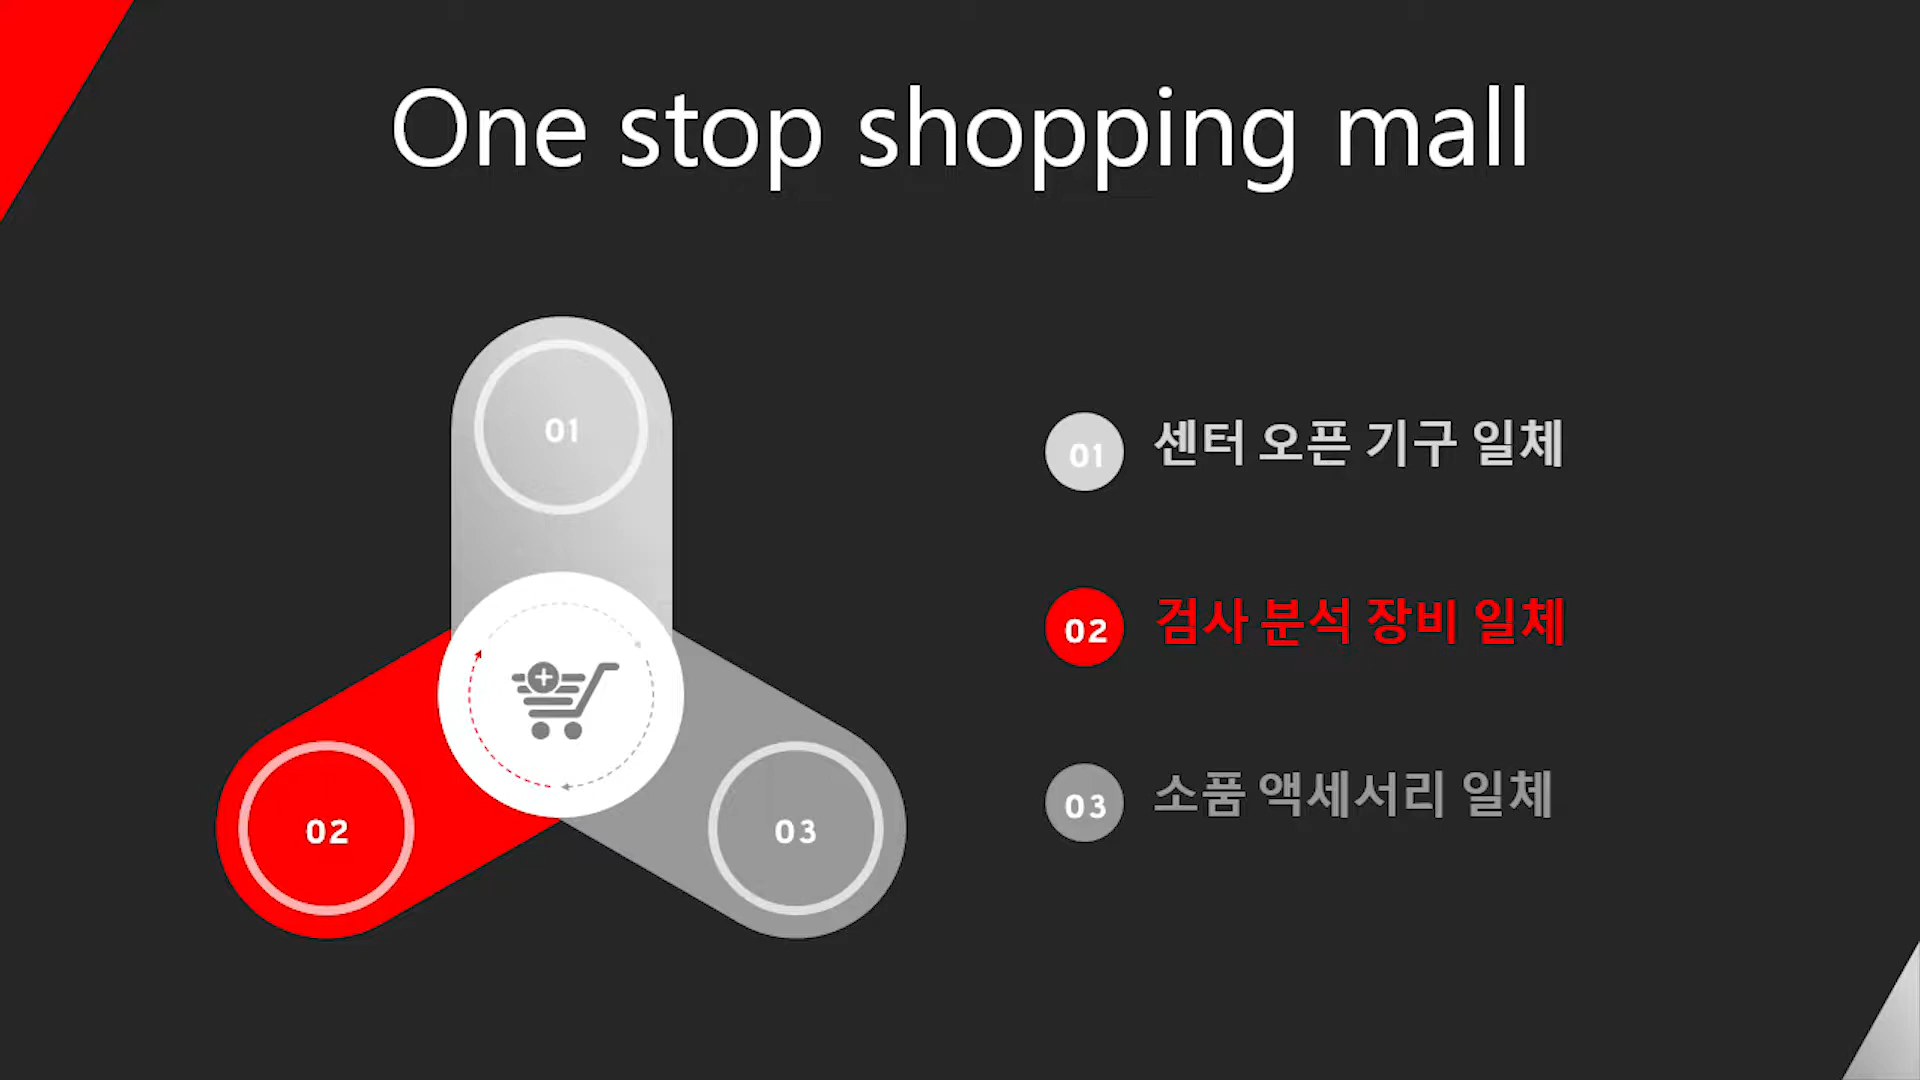 One stop shopping mall
01
01 센터 오픈 기구 일체
02 검사 분석 장비 일체
02
03
03 소품 액세서리 일체